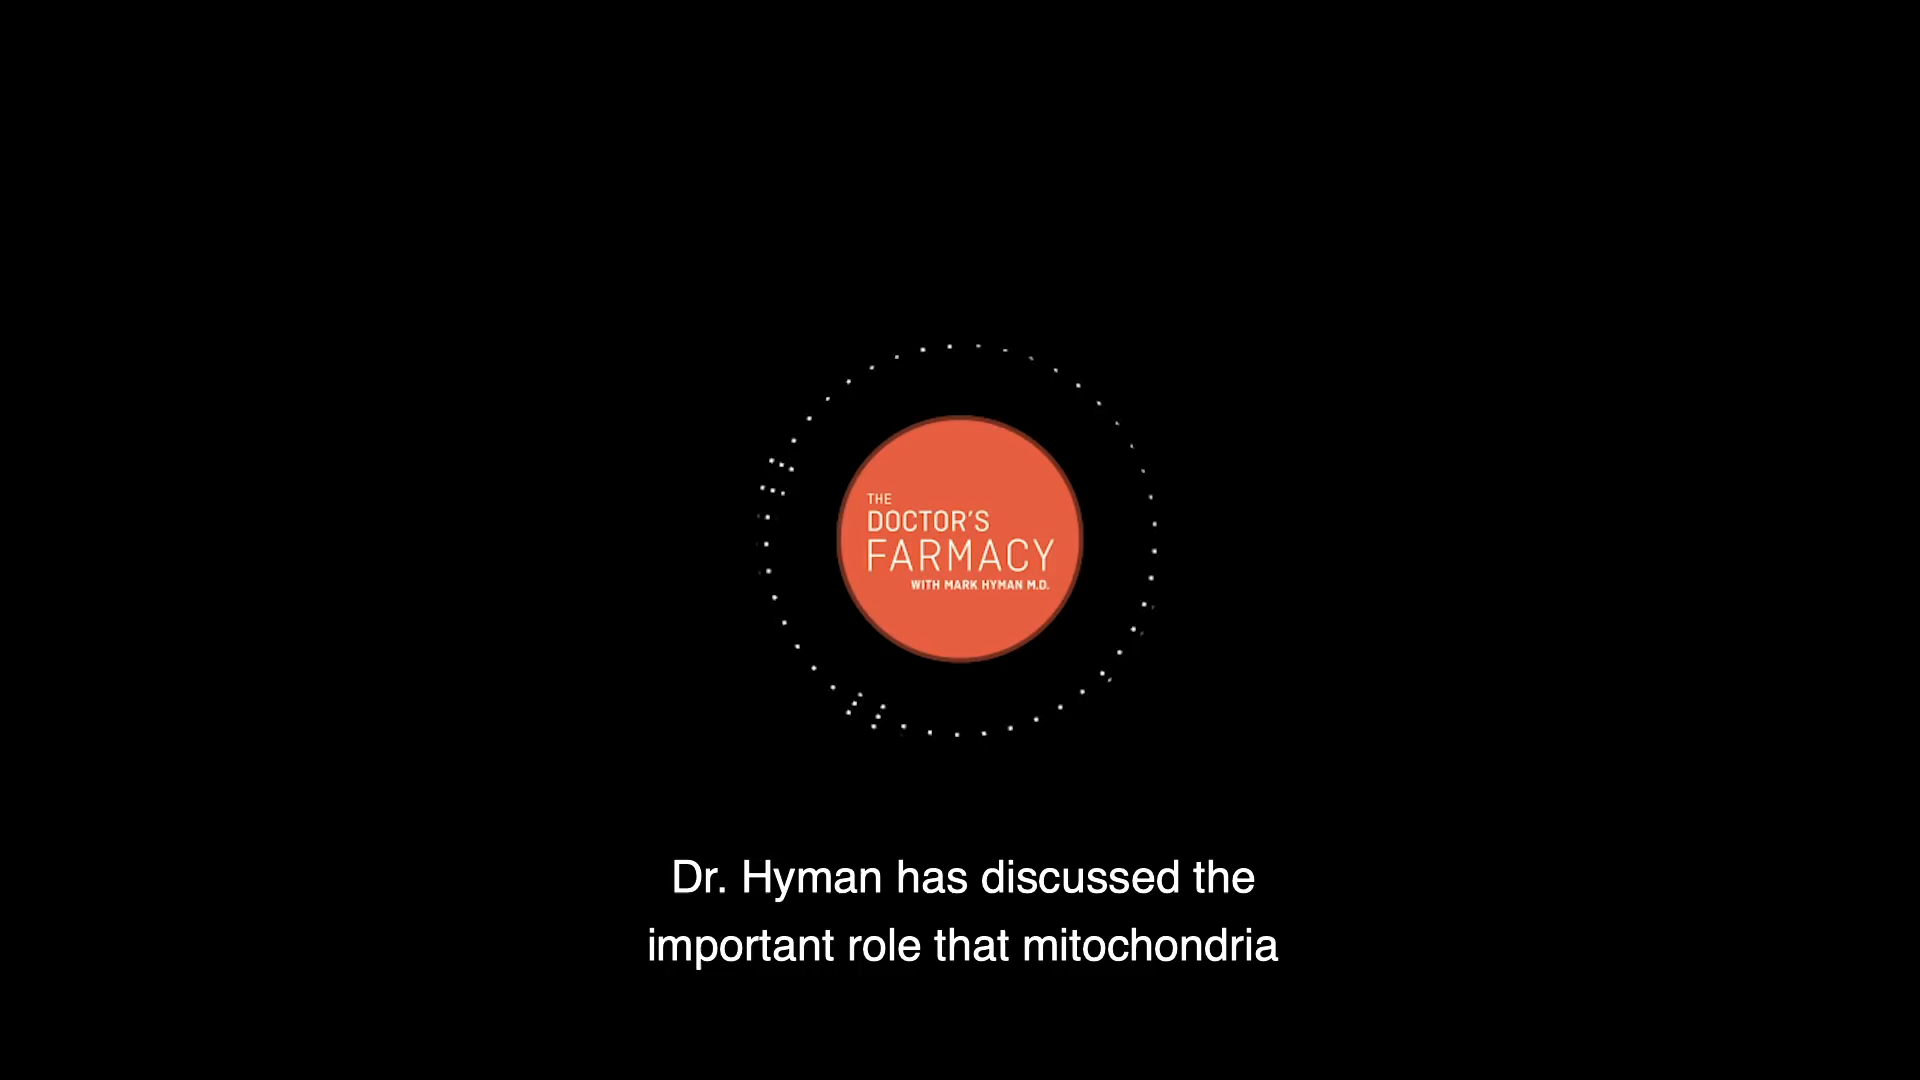 THE
DOCTOR'S
FARMACY
WITH MARK HYMAN M.D.
Dr. Hyman has discussed the
important role that mitochondria